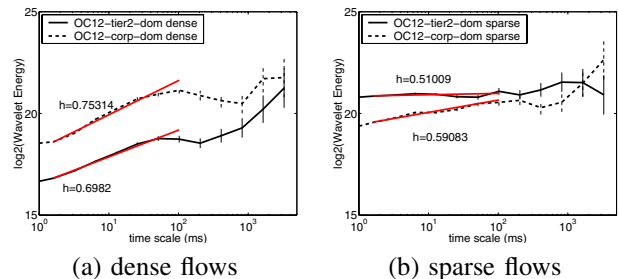 25
OC12-tier2-dom dense
OC12-corp-dom dense
h=0.75314
h=0.6982
20
15
log2(Wavelet Energy)
10^0 10^1 10^2 10^3
time scale (ms)
(a) dense flows
25
OC12-tier2-dom sparse
OC12-corp-dom sparse
h=0.51009
h=0.59083
20
15
log2(Wavelet Energy)
10^0 10^1 10^2 10^3
time scale (ms)
(b) sparse flows